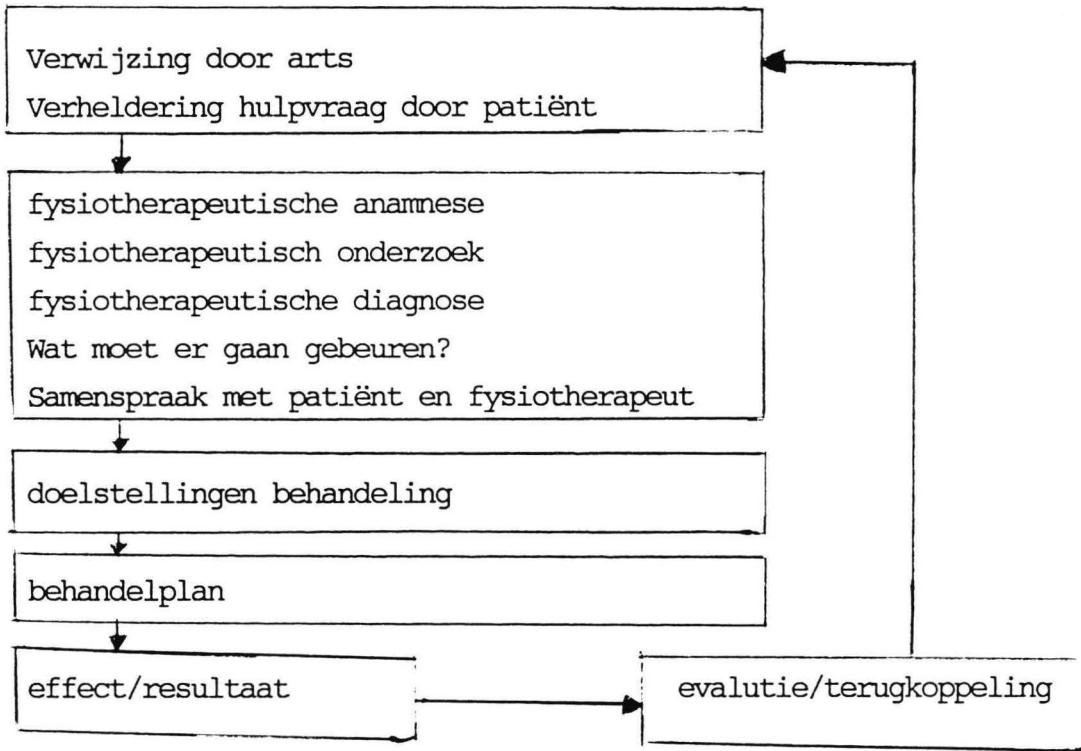 Verwijzing door arts
Verheldering hulpvraag door patiënt
fysiotherapeutische anamnese
fysiotherapeutisch onderzoek
fysiotherapeutische diagnose
Wat moet er gaan gebeuren?
Samenspraak met patiënt en fysiotherapeut
doelstellingen behandeling
behandelplan
effect/resultaat
evalutie/terugkoppeling